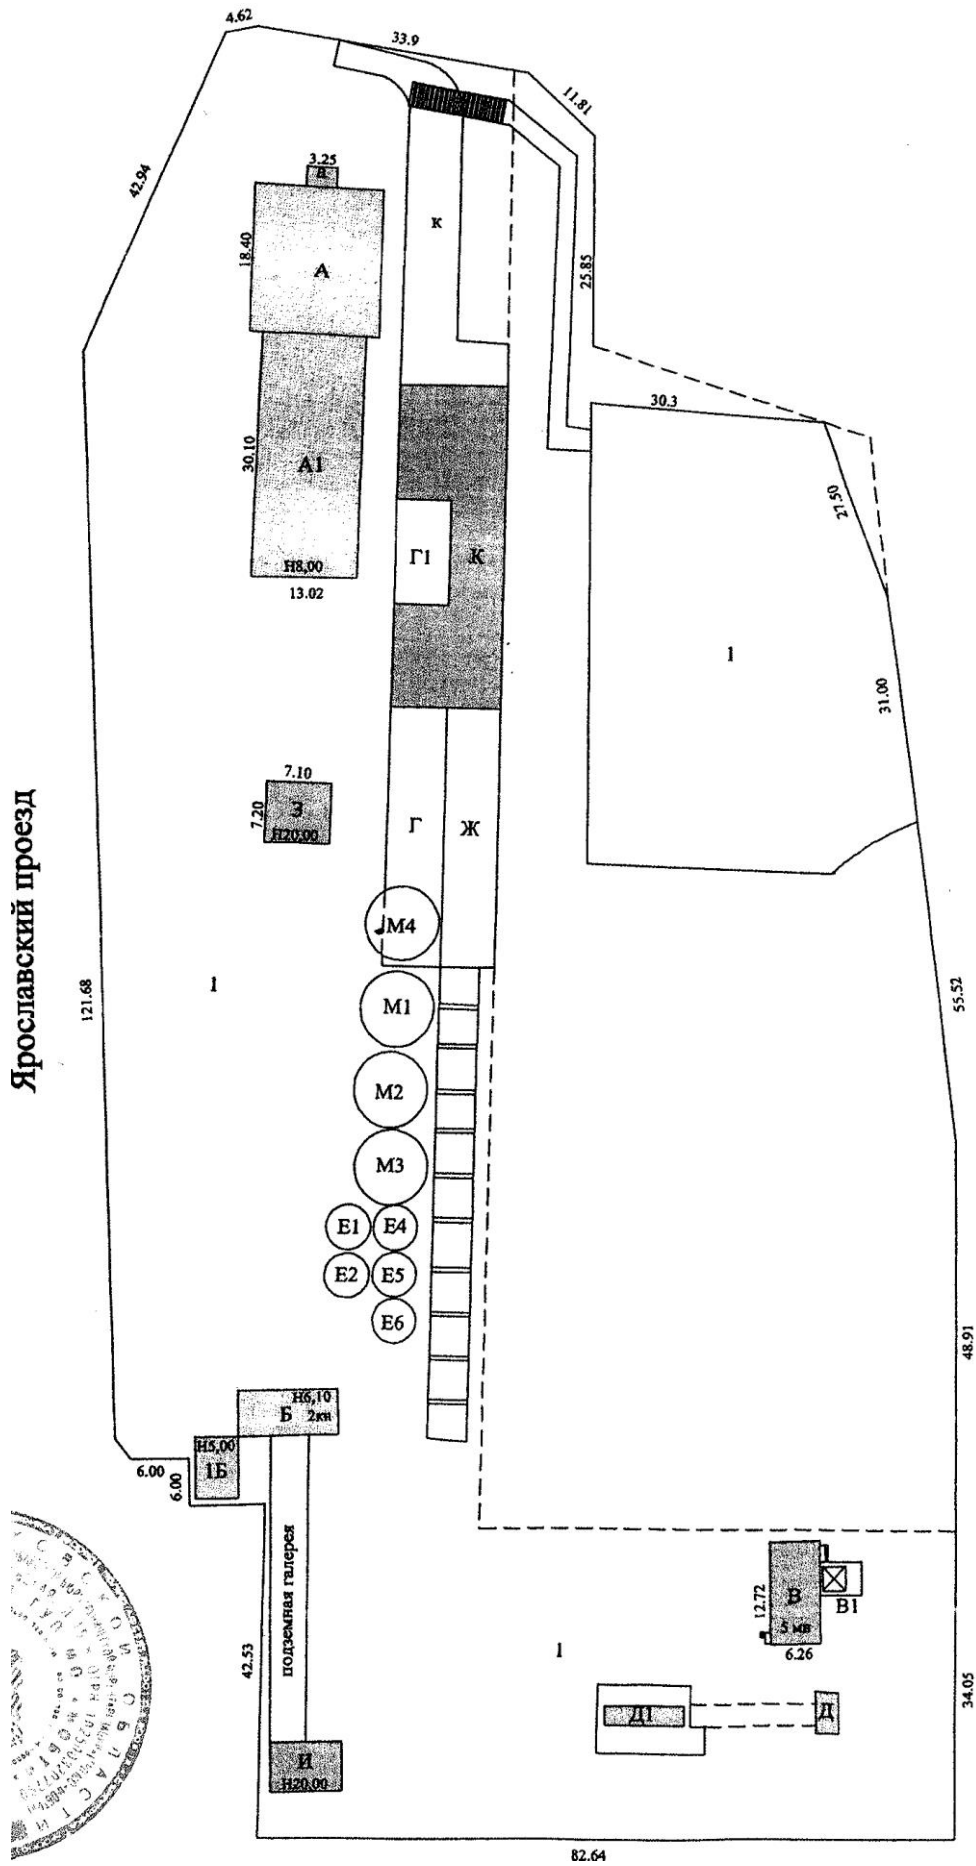 4.62
33.9
11.81
42.94
3.25
а
18.40
А
к
25.85
30.3
30,10
А1
Г1
К
27.50
Н8,00
13.02
1
31.00
Ярославский проезд
7.10
7.20
З
Н20,00
Г
Ж
М4
121.68
1
М1
55.52
М2
М3
Е1
Е4
Е2
Е5
Е6
48.91
Н6,10
Б
2кн
Н5,00
1Б
6.00
6.00
подземная галерея
42.53
12.72
В
5 мн
В1
6.26
1
34.05
Д1
Д
И
Н20,00
82.64